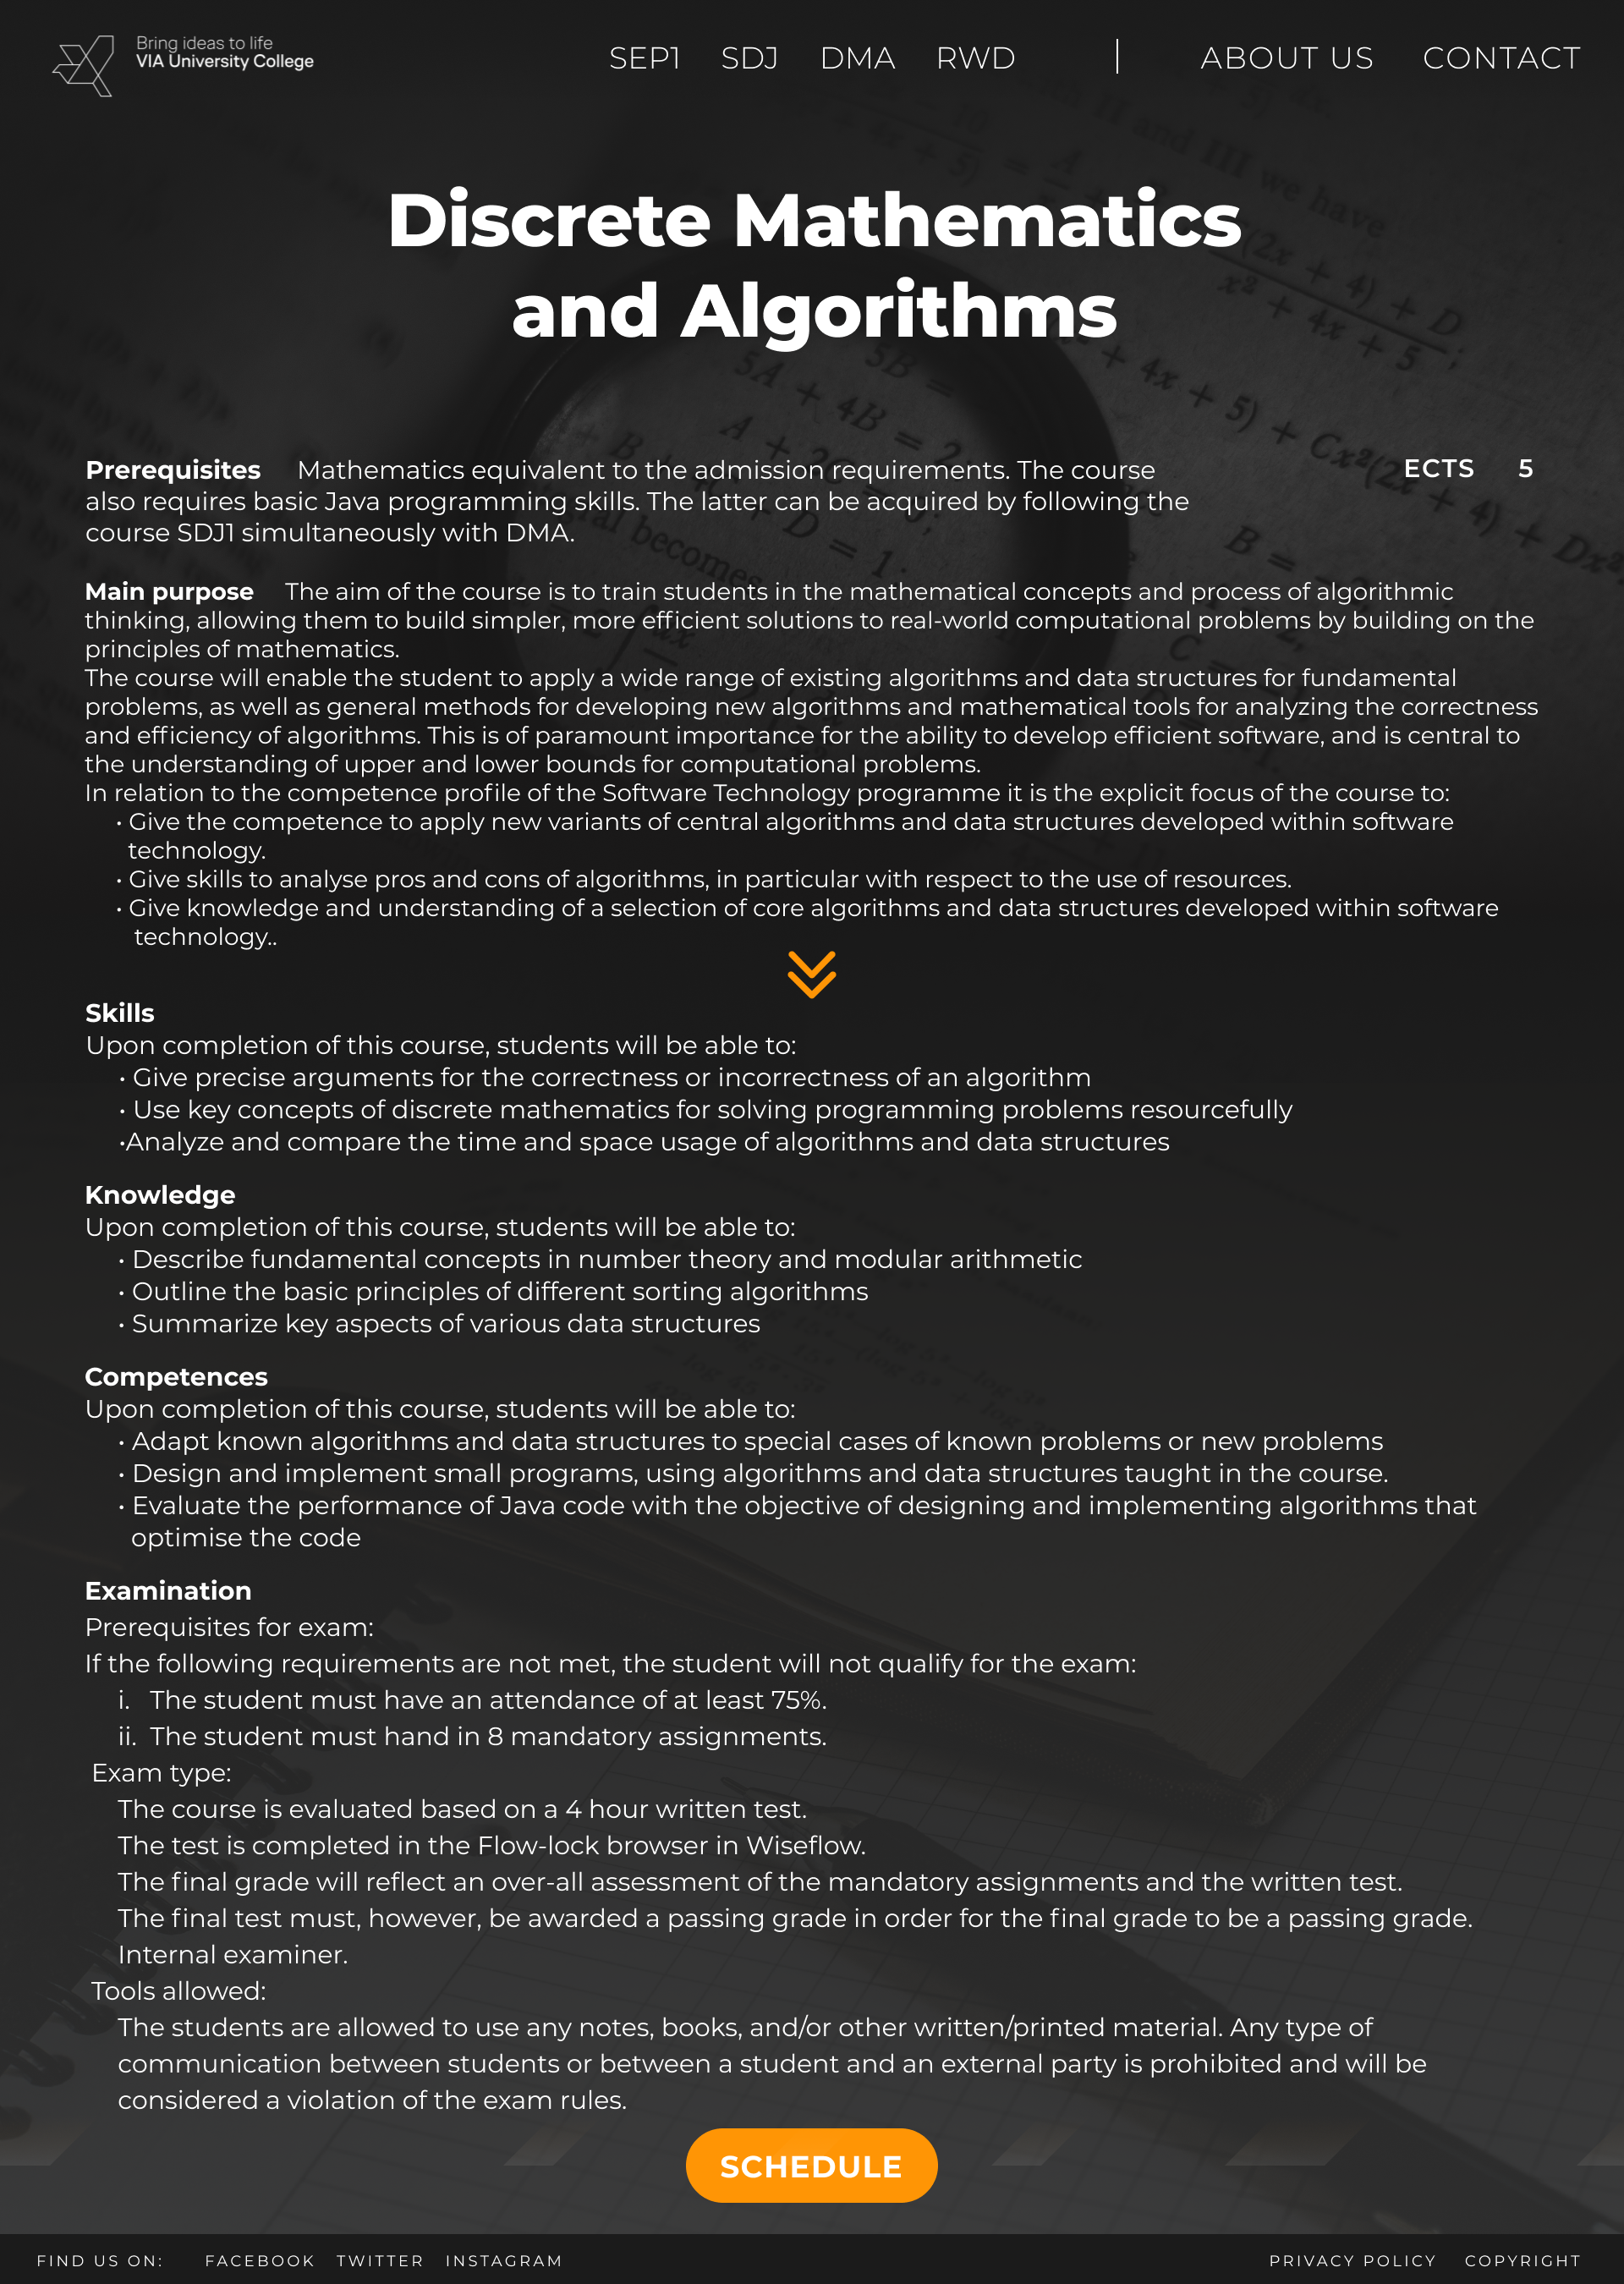 Bring ideas to life
VIA University College
SEP1 SDJ DMA RWD | ABOUT US CONTACT
Discrete Mathematics
and Algorithms
Prerequisites Mathematics equivalent to the admission requirements. The course
also requires basic Java programming skills. The latter can be acquired by following the
course SDJ1 simultaneously with DMA.
ECTS 5
Main purpose The aim of the course is to train students in the mathematical concepts and process of algorithmic
thinking, allowing them to build simpler, more efficient solutions to real-world computational problems by building on the
principles of mathematics.
The course will enable the student to apply a wide range of existing algorithms and data structures for fundamental
problems, as well as general methods for developing new algorithms and mathematical tools for analyzing the correctness
and efficiency of algorithms. This is of paramount importance for the ability to develop efficient software, and is central to
the understanding of upper and lower bounds for computational problems.
In relation to the competence profile of the Software Technology programme it is the explicit focus of the course to:
• Give the competence to apply new variants of central algorithms and data structures developed within software
technology.
• Give skills to analyse pros and cons of algorithms, in particular with respect to the use of resources.
• Give knowledge and understanding of a selection of core algorithms and data structures developed within software
technology..
Skills
Upon completion of this course, students will be able to:
• Give precise arguments for the correctness or incorrectness of an algorithm
• Use key concepts of discrete mathematics for solving programming problems resourcefully
•Analyze and compare the time and space usage of algorithms and data structures
Knowledge
Upon completion of this course, students will be able to:
• Describe fundamental concepts in number theory and modular arithmetic
• Outline the basic principles of different sorting algorithms
• Summarize key aspects of various data structures
Competences
Upon completion of this course, students will be able to:
• Adapt known algorithms and data structures to special cases of known problems or new problems
• Design and implement small programs, using algorithms and data structures taught in the course.
• Evaluate the performance of Java code with the objective of designing and implementing algorithms that
optimise the code
Examination
Prerequisites for exam:
If the following requirements are not met, the student will not qualify for the exam:
i. The student must have an attendance of at least 75%.
ii. The student must hand in 8 mandatory assignments.
Exam type:
The course is evaluated based on a 4 hour written test.
The test is completed in the Flow-lock browser in Wiseflow.
The final grade will reflect an over-all assessment of the mandatory assignments and the written test.
The final test must, however, be awarded a passing grade in order for the final grade to be a passing grade.
Internal examiner.
Tools allowed:
The students are allowed to use any notes, books, and/or other written/printed material. Any type of
communication between students or between a student and an external party is prohibited and will be
considered a violation of the exam rules.
SCHEDULE
FIND US ON: FACEBOOK TWITTER INSTAGRAM PRIVACY POLICY COPYRIGHT